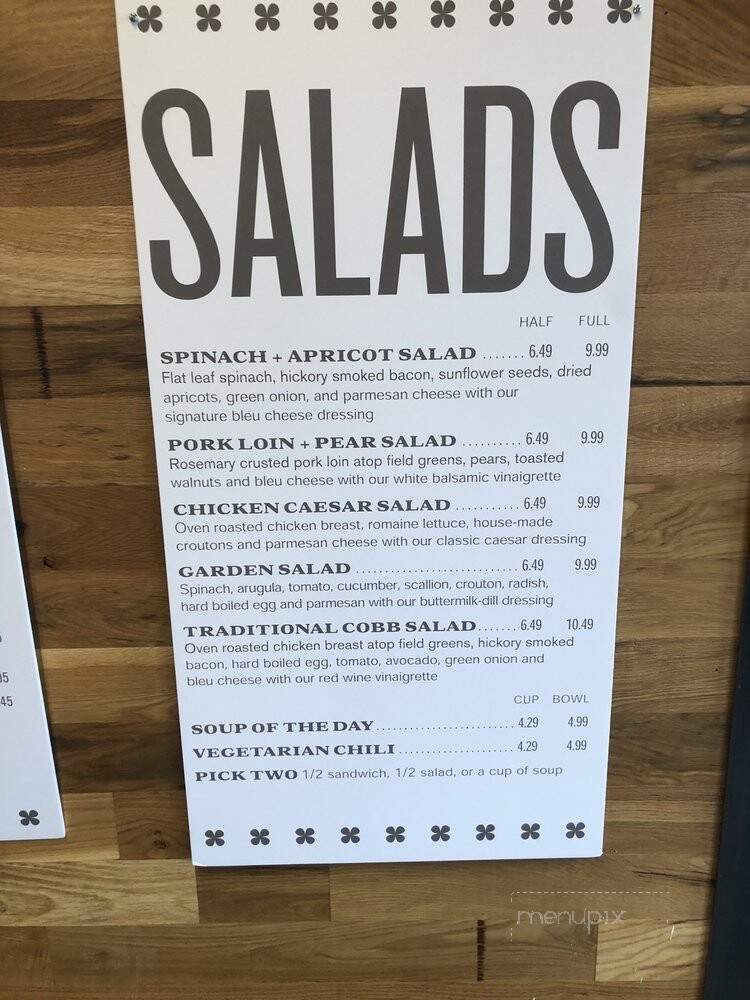 SALADS
HALF FULL
SPINACH + APRICOT SALAD ....... 6.49 9.99
Flat leaf spinach, hickory smoked bacon, sunflower seeds, dried
apricots, green onion, and parmesan cheese with our
signature bleu cheese dressing
PORK LOIN + PEAR SALAD .......... 6.49 9.99
Rosemary crusted pork loin atop field greens, pears, toasted
walnuts and bleu cheese with our white balsamic vinaigrette
CHICKEN CAESAR SALAD ........... 6.49 9.99
Oven roasted chicken breast, romaine lettuce, house-made
croutons and parmesan cheese with our classic caesar dressing
GARDEN SALAD ............................ 6.49 9.99
Spinach, arugula, tomato, cucumber, scallion, crouton, radish,
hard boiled egg and parmesan with our buttermilk-dill dressing
TRADITIONAL COBB SALAD....... 6.49 10.49
Oven roasted chicken breast atop field greens, hickory smoked
bacon, hard boiled egg, tomato, avocado, green onion and
bleu cheese with our red wine vinaigrette
CUP BOWL
SOUP OF THE DAY........................ 4.29 4.99
VEGETARIAN CHILI.................... 4.29 4.99
PICK TWO 1/2 sandwich, 1/2 salad, or a cup of soup
45
menupix